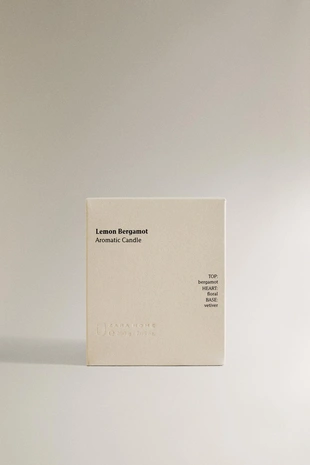 Lemon Bergamot
Aromatic Candle
TOP:
bergamot
HEART:
floral
BASE:
vetiver